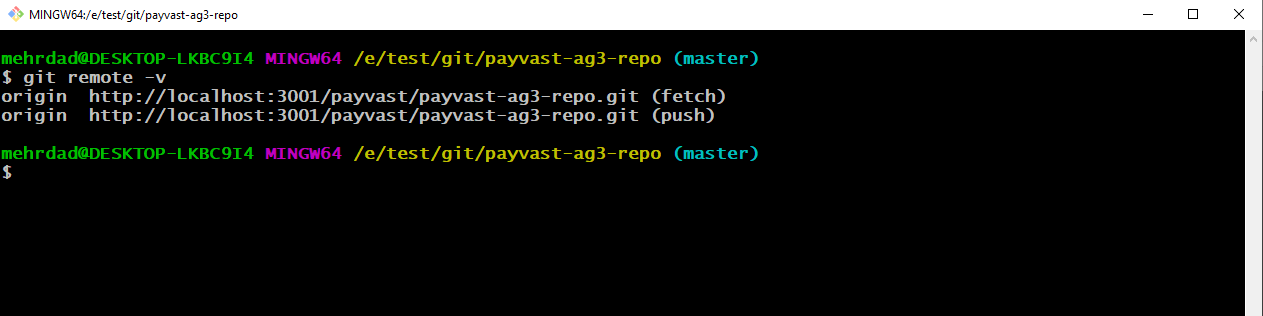 MINGW64:/e/test/git/payvast-ag3-repo
mehrdad@DESKTOP-LKBC9I4 MINGW64 /e/test/git/payvast-ag3-repo (master)
$ git remote -v
origin  http://localhost:3001/payvast/payvast-ag3-repo.git (fetch)
origin  http://localhost:3001/payvast/payvast-ag3-repo.git (push)
mehrdad@DESKTOP-LKBC9I4 MINGW64 /e/test/git/payvast-ag3-repo (master)
$